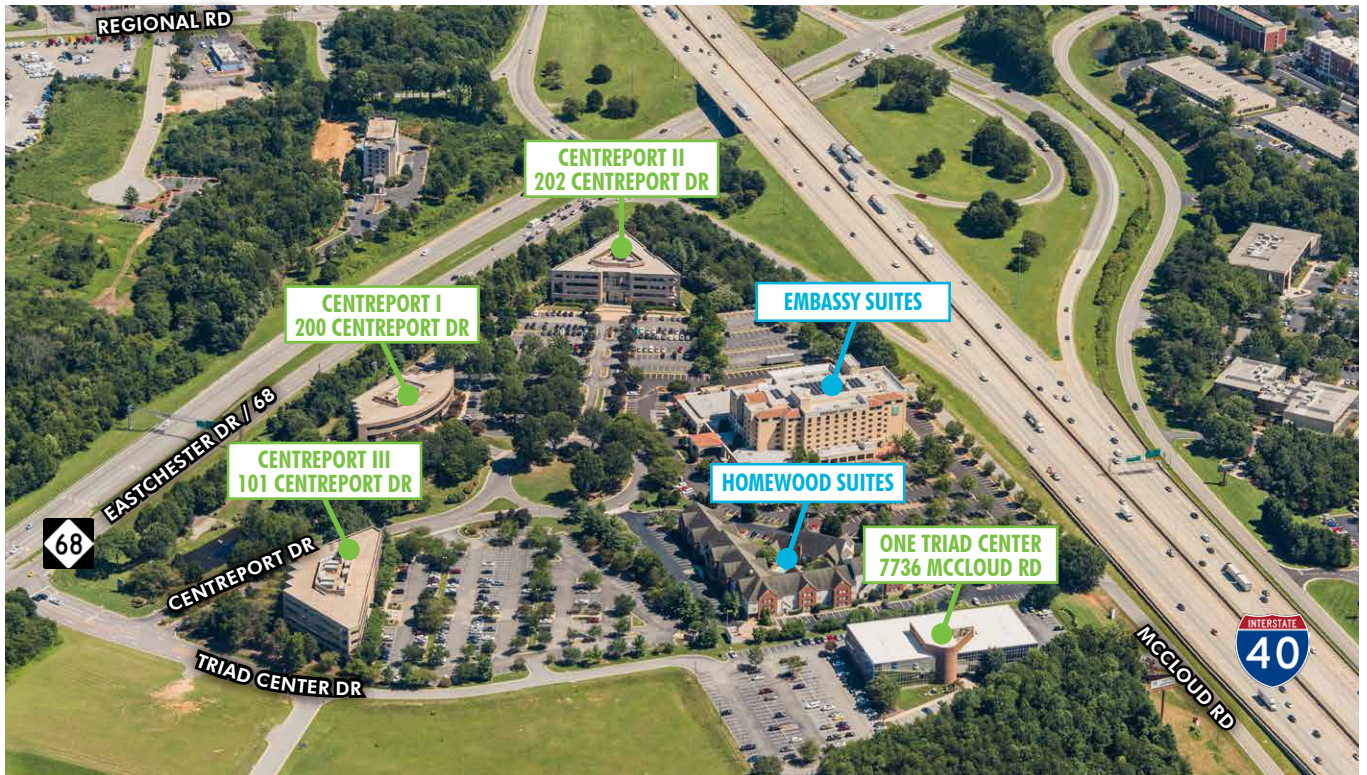 REGIONAL RD
CENTREPORT II
202 CENTREPORT DR
CENTREPORT I
200 CENTREPORT DR
EMBASSY SUITES
EASTCHESTER DR / 68
CENTREPORT III
101 CENTREPORT DR
HOMEWOOD SUITES
68
CENTREPORT DR
ONE TRIAD CENTER
7736 MCCLOUD RD
TRIAD CENTER DR
MCCLOUD RD
INTERSTATE
40